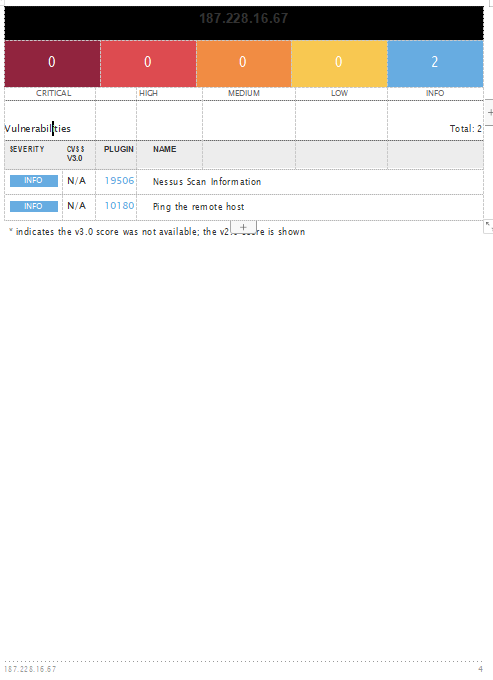 187.228.16.67
0 0 0 0 2
CRITICAL HIGH MEDIUM LOW INFO
Vulnerabilities Total: 2
SEVERITY CVSS V3.0 PLUGIN NAME
INFO N/A 19506 Nessus Scan Information
INFO N/A 10180 Ping the remote host
* indicates the v3.0 score was not available; the v2.0 score is shown
187.228.16.67 4